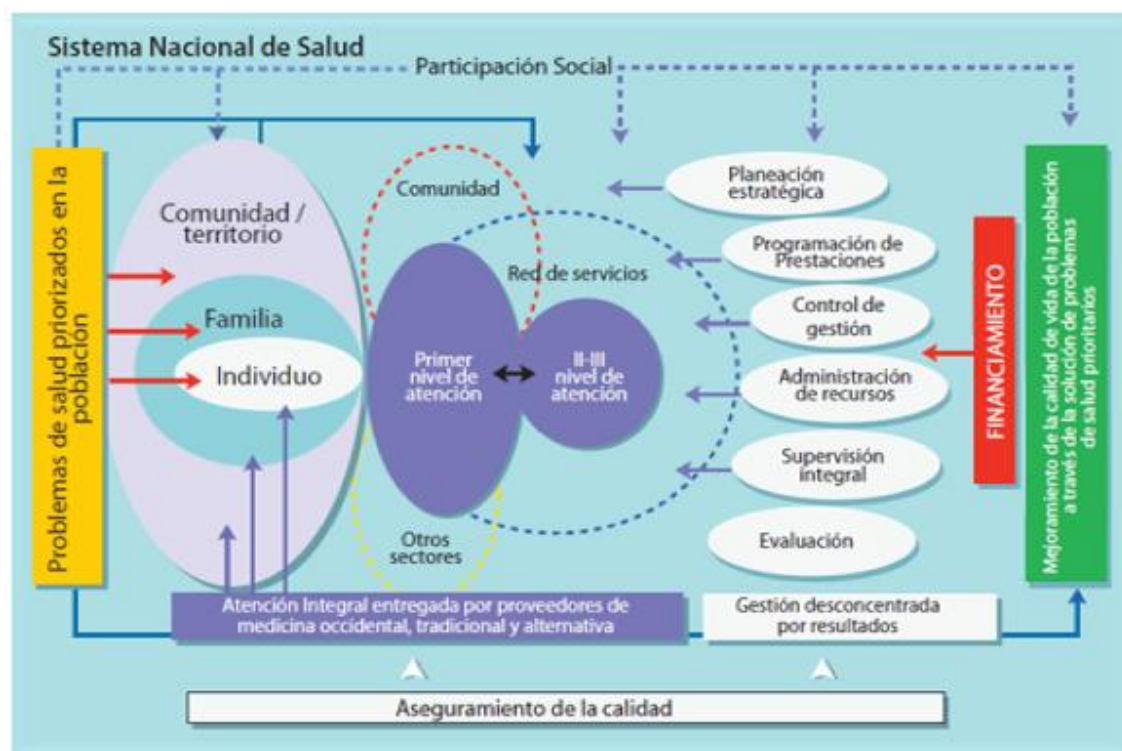 Sistema Nacional de Salud
Participación Social
Problemas de salud priorizados en la
población
Comunidad /
territorio
Familia
Individuo
Comunidad
Red de servicios
Primer
nivel de
atención
II-III
nivel de
atención
Otros
sectores
Planeación
estratégica
Programación de
Prestaciones
Control de
gestión
Administración
de recursos
Supervisión
integral
Evaluación
FINANCIAMIENTO
Mejoramiento de la calidad de vida de la población
a través de la solución de problemas
de salud prioritarios
Atención Integral entregada por proveedores de
medicina occidental, tradicional y alternativa
Gestión desconcentrada
por resultados
Aseguramiento de la calidad